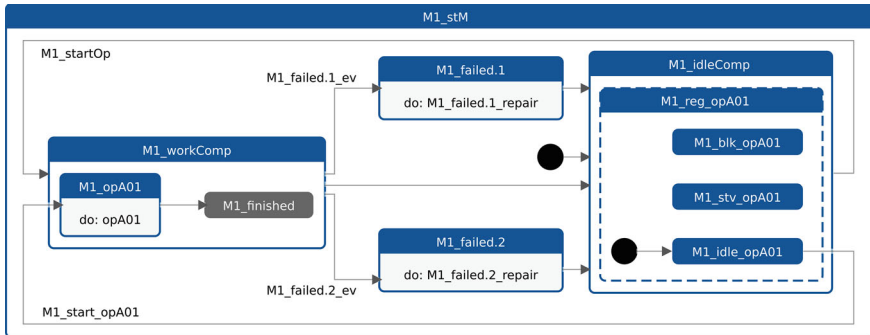 M1_stM
M1_startOp
M1_failed.1
do: M1_failed.1_repair
M1_failed.1_ev
M1_idleComp
M1_reg_opA01
M1_blk_opA01
M1_stv_opA01
M1_idle_opA01
M1_workComp
M1_opA01
do: opA01
M1_finished
M1_failed.2
do: M1_failed.2_repair
M1_failed.2_ev
M1_start_opA01